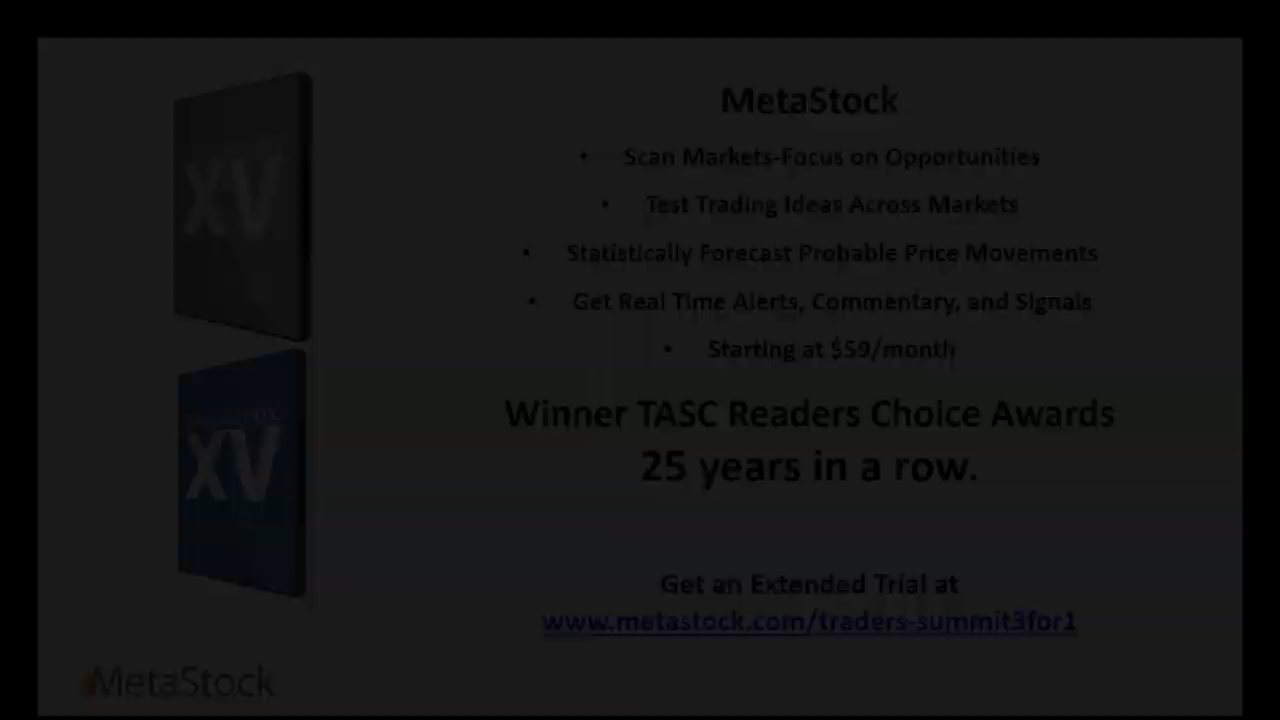 MetaStock
• Scan Markets-Focus on Opportunities
• Test Trading Ideas Across Markets
• Statistically Forecast Probable Price Movements
• Get Real Time Alerts, Commentary, and Signals
• Starting at $59/month
Winner TASC Readers Choice Awards
25 years in a row.
Get an Extended Trial at
www.metastock.com/traders-summit3for1
XV
XV
MetaStock